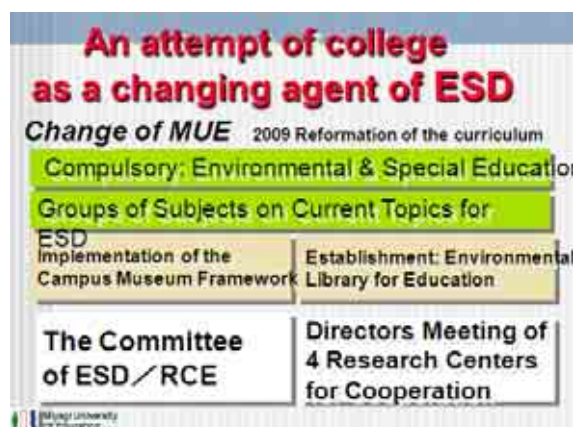 An attempt of college
as a changing agent of ESD
Change of MUE 2009 Reformation of the curriculum
Compulsory: Environmental & Special Education
Groups of Subjects on Current Topics for
ESD
Implementation of the
Campus Museum Framework
Establishment: Environmental
Library for Education
The Committee
of ESD／RCE
Directors Meeting of
4 Research Centers
for Cooperation
Miyagi University
of Education